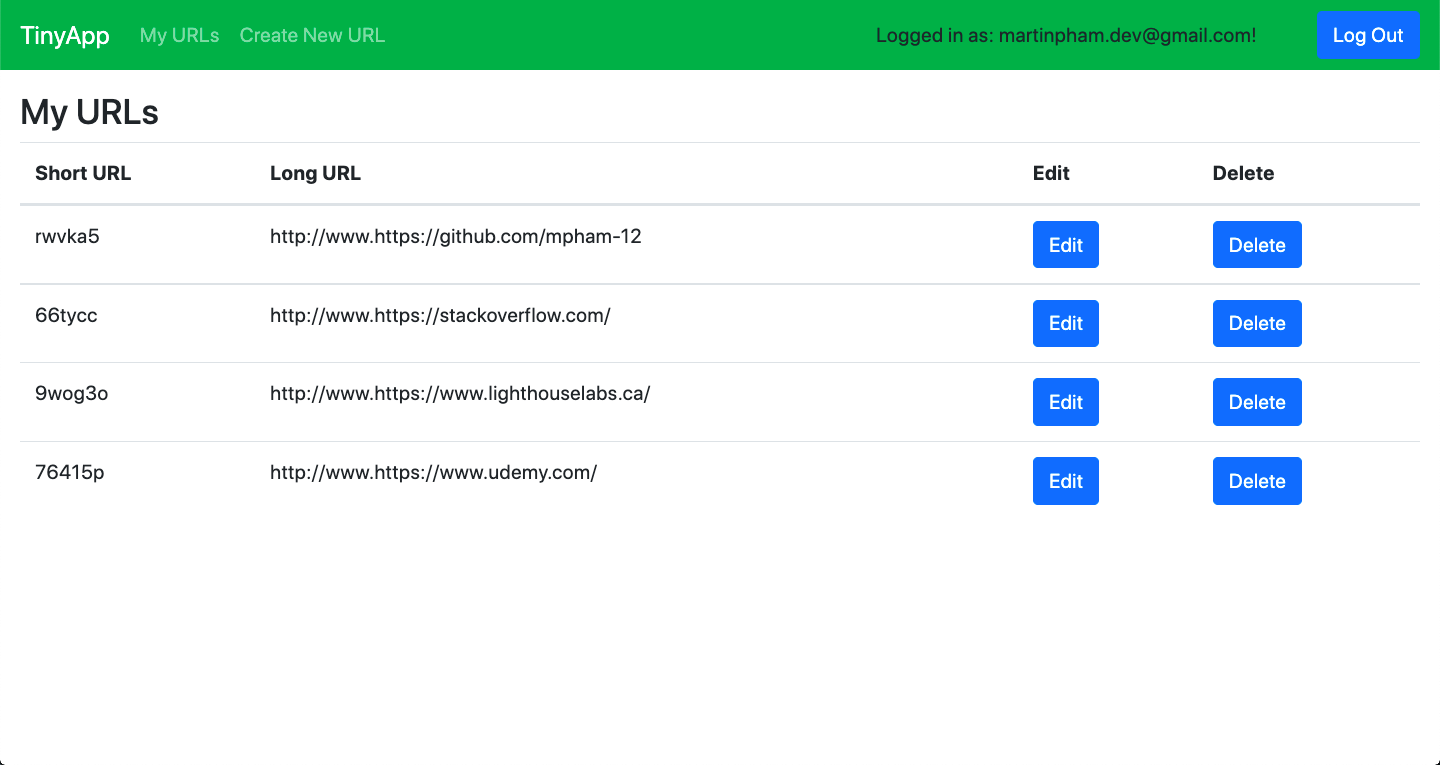 TinyApp My URLs Create New URL Logged in as: martinpham.dev@gmail.com! Log Out
My URLs
Short URL Long URL Edit Delete
rwvka5 http://www.https://github.com/mpham-12 Edit Delete
66tycc http://www.https://stackoverflow.com/ Edit Delete
9wog3o http://www.https://www.lighthouselabs.ca/ Edit Delete
76415p http://www.https://www.udemy.com/ Edit Delete